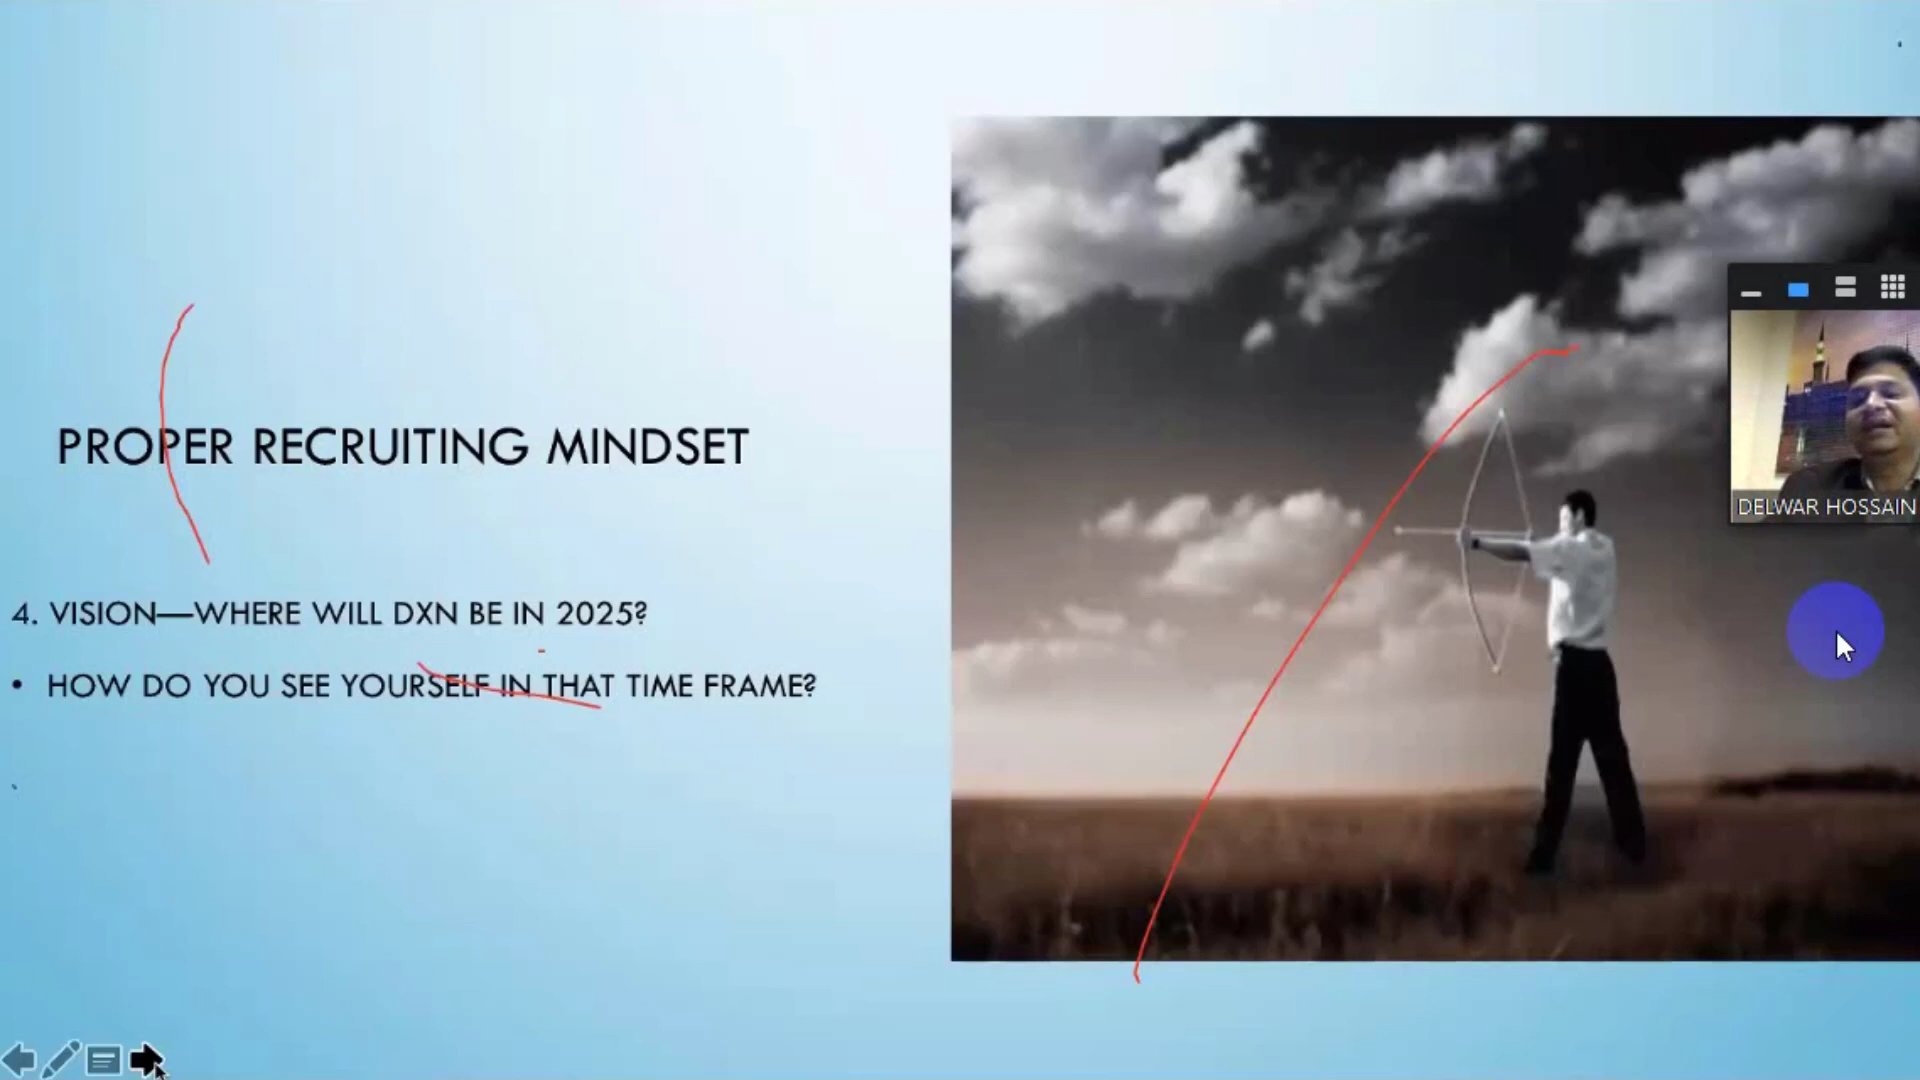 PROPER RECRUITING MINDSET
4. VISION—WHERE WILL DXN BE IN 2025?
• HOW DO YOU SEE YOURSELF IN THAT TIME FRAME?
DELWAR HOSSAIN